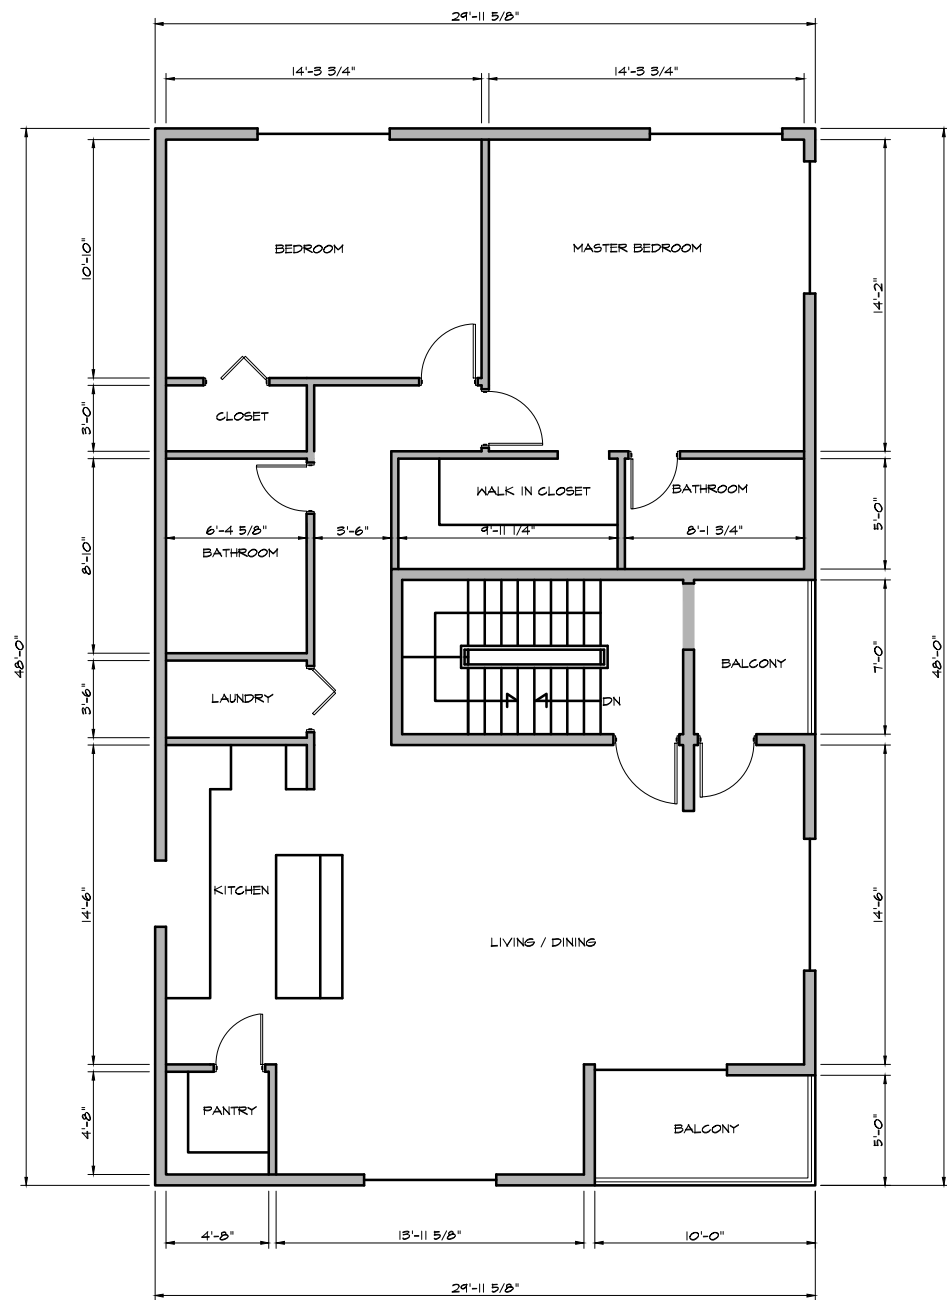 29'-11 5/8"
14'-3 3/4"
14'-3 3/4"
10'-10"
BEDROOM
MASTER BEDROOM
14'-2"
3'-0"
CLOSET
WALK IN CLOSET
BATHROOM
5'-0"
6'-4 5/8"
3'-6"
9'-11 1/4"
8'-1 3/4"
8'-10"
BATHROOM
48'-0"
BALCONY
7'-0"
48'-0"
3'-6"
LAUNDRY
DN
14'-6"
KITCHEN
14'-6"
LIVING / DINING
4'-8"
PANTRY
BALCONY
5'-0"
4'-8"
13'-11 5/8"
10'-0"
29'-11 5/8"